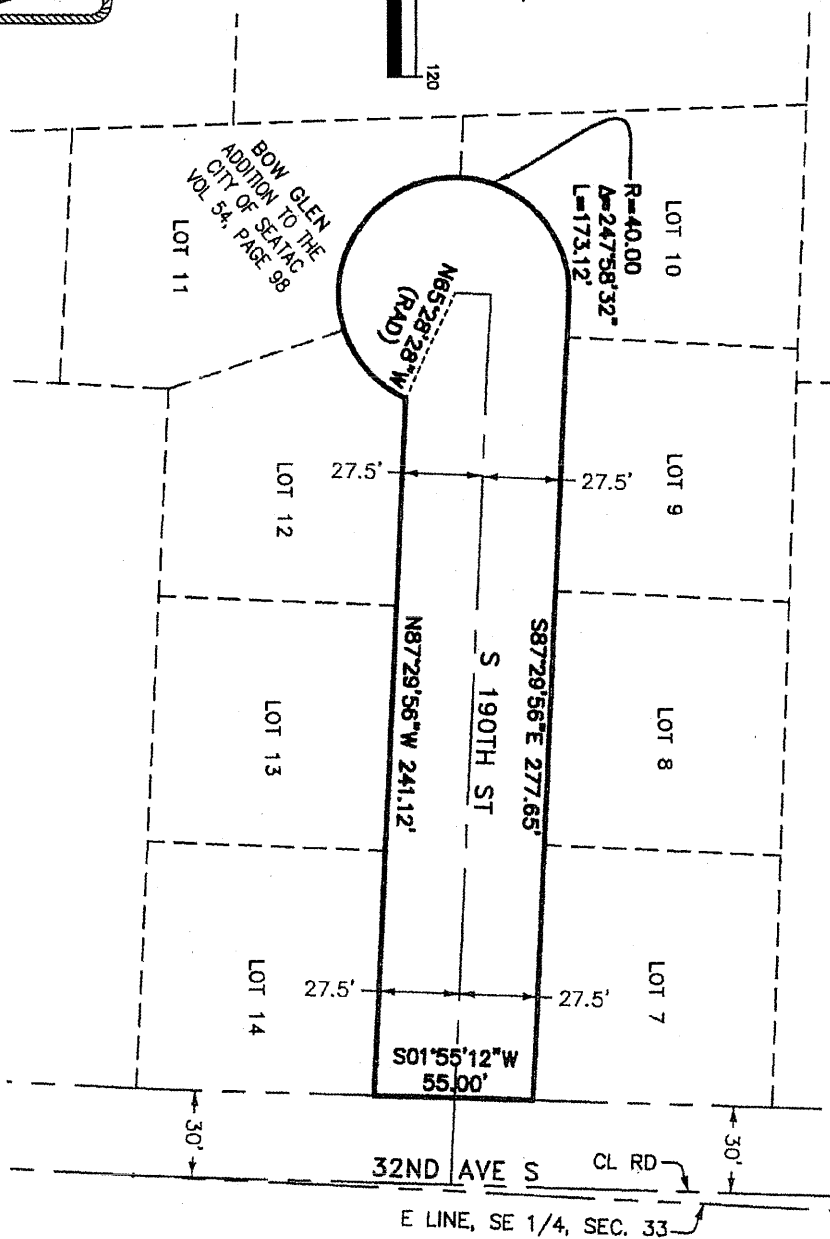 120
BOW GLEN
ADDITION TO THE
CITY OF SEATAC
VOL 54, PAGE 98
R=40.00
Δ=247°58'32"
L=173.12'
LOT 10
LOT 11
N65°28'28"W
(RAD)
27.5'
27.5'
LOT 9
LOT 12
S87°29'56"E 277.65'
S 190TH ST
N87°29'56"W 241.12'
LOT 8
LOT 13
27.5'
27.5'
LOT 7
LOT 14
S01°55'12"W
55.00'
30'
30'
32ND AVE S
CL RD
E LINE, SE 1/4, SEC. 33